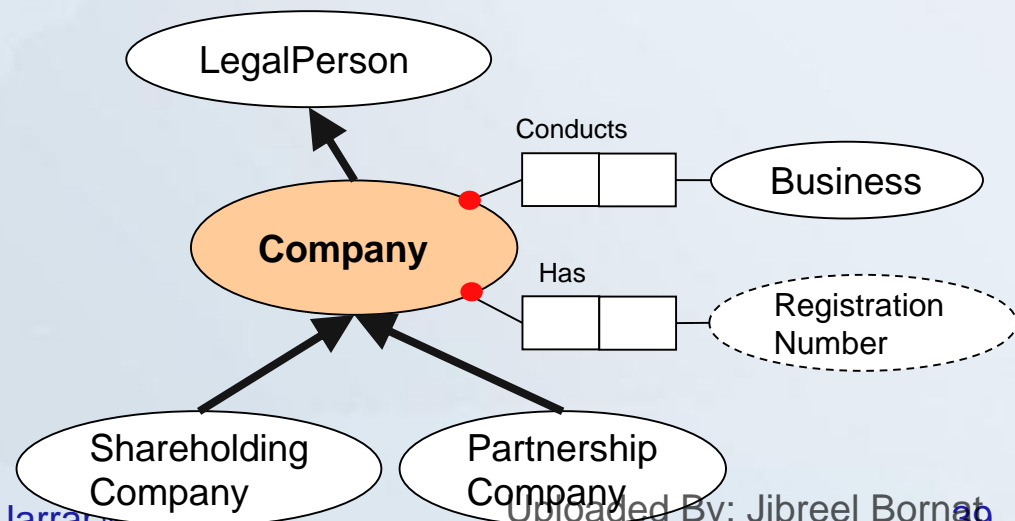 LegalPerson
Conducts
Business
Company
Has
Registration
Number
Shareholding
Company
Partnership
Company
Uploaded By: Jibreel Bornat